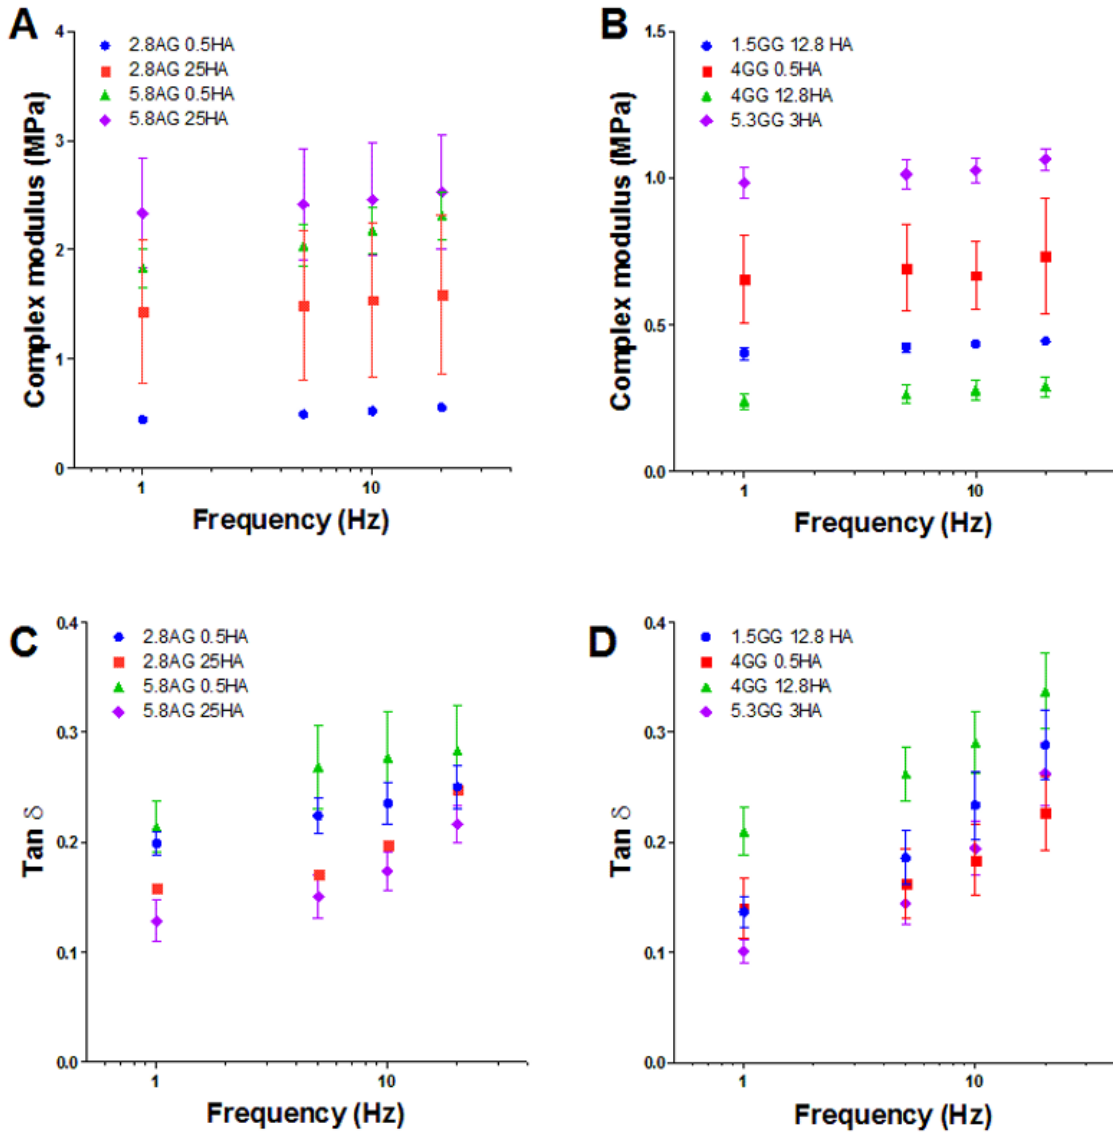 A
4
3
2
1
0
Complex modulus (MPa)
2.8AG 0.5HA
2.8AG 25HA
5.8AG 0.5HA
5.8AG 25HA
1
10
Frequency (Hz)
B
1.5
1.0
0.5
0.0
Complex modulus (MPa)
1.5GG 12.8 HA
4GG 0.5HA
4GG 12.8HA
5.3GG 3HA
1
10
Frequency (Hz)
C
0.4
0.3
0.2
0.1
0.0
Tan δ
2.8AG 0.5HA
2.8AG 25HA
5.8AG 0.5HA
5.8AG 25HA
1
10
Frequency (Hz)
D
0.4
0.3
0.2
0.1
0.0
Tan δ
1.5GG 12.8 HA
4GG 0.5HA
4GG 12.8HA
5.3GG 3HA
1
10
Frequency (Hz)